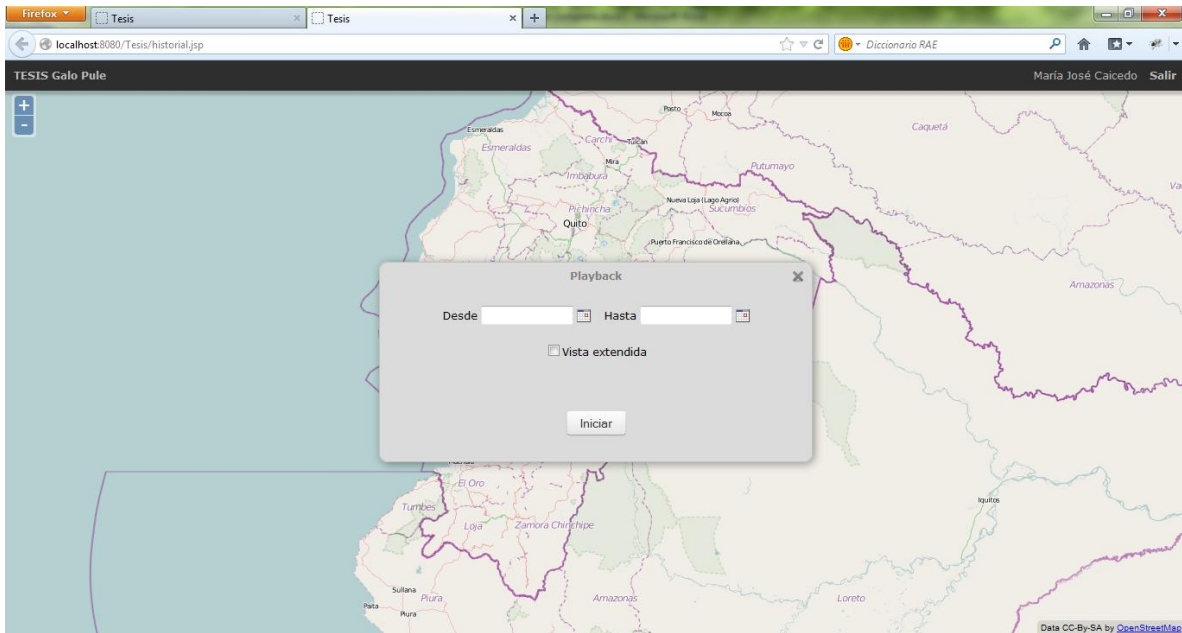 Firefox
Tesis
Tesis
localhost:8080/Tesis/historial.jsp
Diccionario RAE
TESIS Galo Pule
María José Caicedo Salir
+
-
Pasto
Mocoa
Caquetá
Esmeraldas
Esmeraldas
Carchi
Tulcán
Mira
Imbabura
Putumayo
Nueva Loja (Lago Agrio)
Sucumbíos
Pichincha
Quito
Puerto Francisco de Orellana
Amazonas
Playback
Desde
Hasta
Vista extendida
Iniciar
El Oro
Tumbes
Loja
Zamora Chinchipe
Iquitos
Sullana
Piura
Paita
Piura
Amazonas
Loreto
Data CC-By-SA by OpenStreetMap